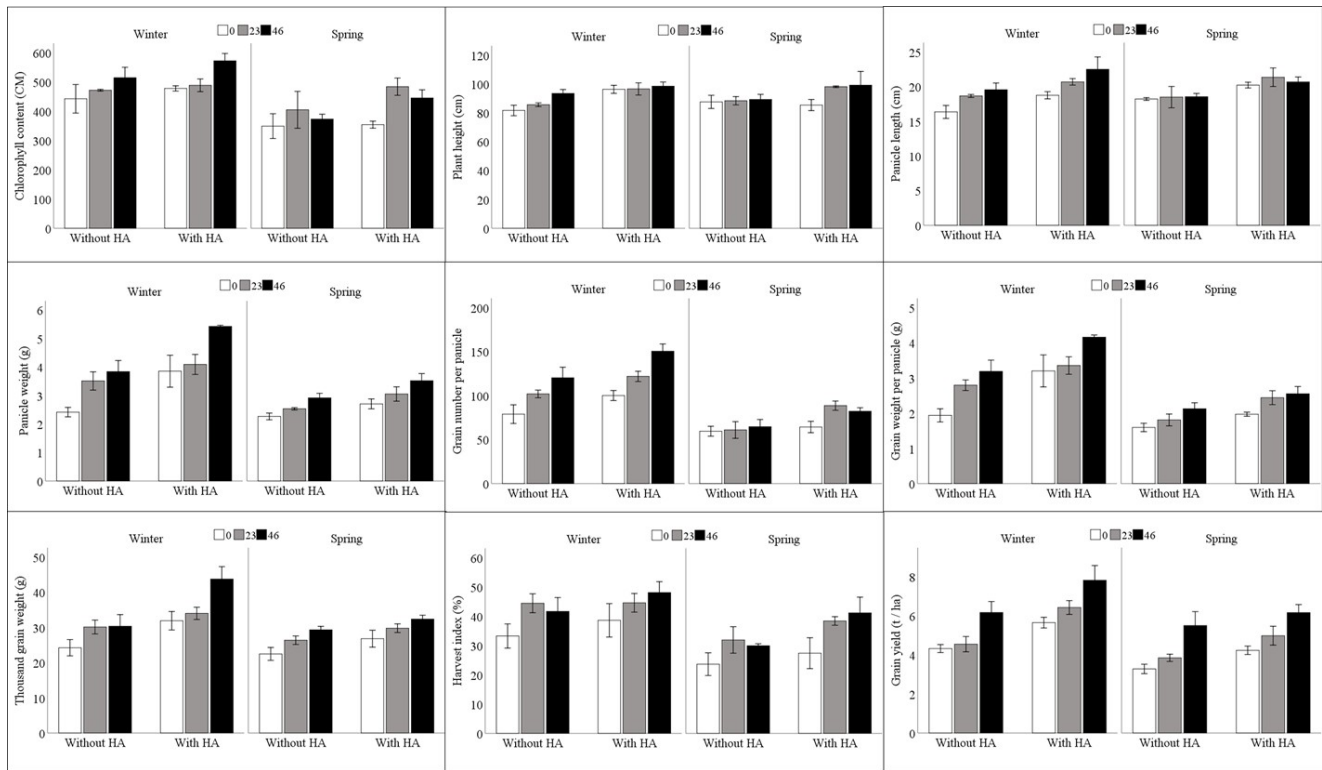 Winter 0 23 46 Spring
Chlorophyll content (CM)
600
500
400
300
200
100
0
Without HA With HA Without HA With HA
Winter 0 23 46 Spring
Plant height (cm)
120
100
80
60
40
20
0
Without HA With HA Without HA With HA
Winter 0 23 46 Spring
Panicle length (cm)
25
20
15
10
5
0
Without HA With HA Without HA With HA
Winter 0 23 46 Spring
Panicle weight (g)
6
5
4
3
2
1
0
Without HA With HA Without HA With HA
Winter 0 23 46 Spring
Grain number per panicle
200
150
100
50
0
Without HA With HA Without HA With HA
Winter 0 23 46 Spring
Grain weight per panicle (g)
5
4
3
2
1
0
Without HA With HA Without HA With HA
Winter 0 23 46 Spring
Thousand grain weight (g)
50
40
30
20
10
0
Without HA With HA Without HA With HA
Winter 0 23 46 Spring
Harvest index (%)
60
50
40
30
20
10
0
Without HA With HA Without HA With HA
Winter 0 23 46 Spring
Grain yield (t / ha)
8
6
4
2
0
Without HA With HA Without HA With HA